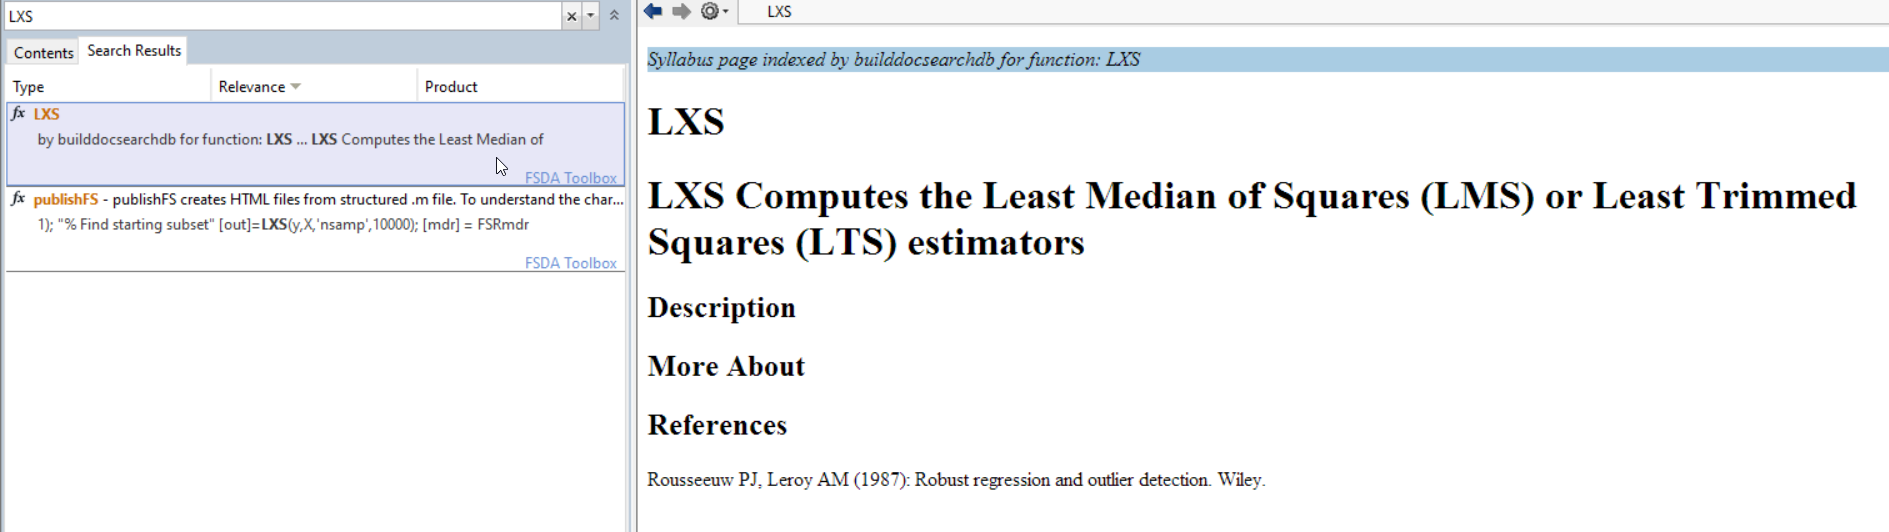 LXS
Contents
Search Results
Type
Relevance
Product
fx LXS
by builddocsearchdb for function: LXS ... LXS Computes the Least Median of
FSDA Toolbox
fx publishFS - publishFS creates HTML files from structured .m file. To understand the char...
1); "% Find starting subset" [out]=LXS(y,X,'nsamp',10000); [mdr] = FSRmdr
FSDA Toolbox
LXS
Syllabus page indexed by builddocsearchdb for function: LXS
LXS
LXS Computes the Least Median of Squares (LMS) or Least Trimmed
Squares (LTS) estimators
Description
More About
References
Rousseeuw PJ, Leroy AM (1987): Robust regression and outlier detection. Wiley.